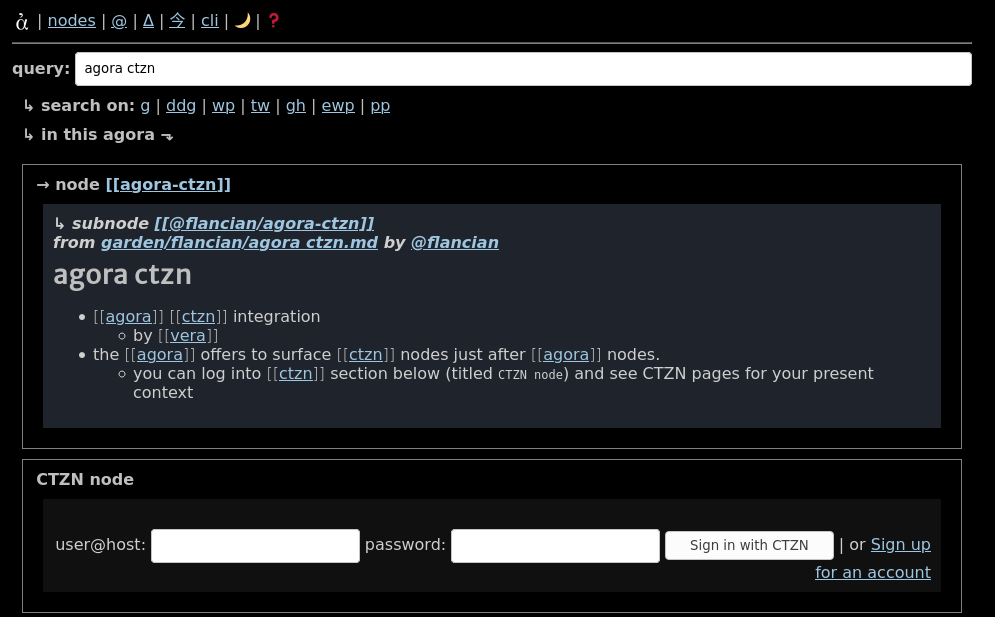 ἀ | nodes | @ | Δ | 今 | cli | 🌙 | ❓
query: agora ctzn
↳ search on: g | ddg | wp | tw | gh | ewp | pp
↳ in this agora ⬎
→ node [[agora-ctzn]]
↳ subnode [[@flancian/agora-ctzn]]
from garden/flancian/agora ctzn.md by @flancian
agora ctzn
• [[agora]] [[ctzn]] integration
◦ by [[vera]]
• the [[agora]] offers to surface [[ctzn]] nodes just after [[agora]] nodes.
◦ you can log into [[ctzn]] section below (titled CTZN node) and see CTZN pages for your present
context
CTZN node
user@host: password: Sign in with CTZN | or Sign up
for an account